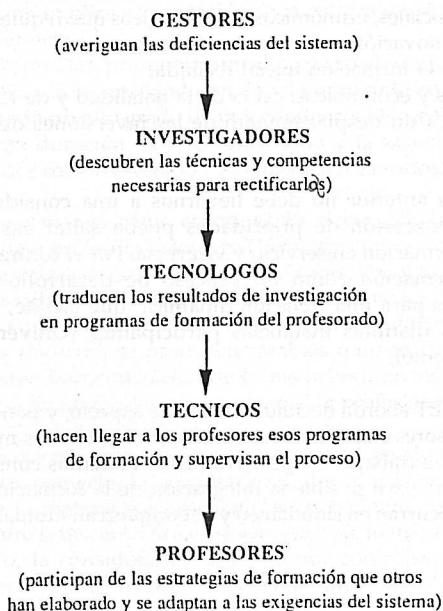 GESTORES
(averiguan las deficiencias del sistema)
INVESTIGADORES
(descubren las técnicas y competencias
necesarias para rectificarlos)
TECNOLOGOS
(traducen los resultados de investigación
en programas de formación del profesorado)
TECNICOS
(hacen llegar a los profesores esos programas
de formación y supervisan el proceso)
PROFESORES
(participan de las estrategias de formación que otros
han elaborado y se adaptan a las exigencias del sistema)